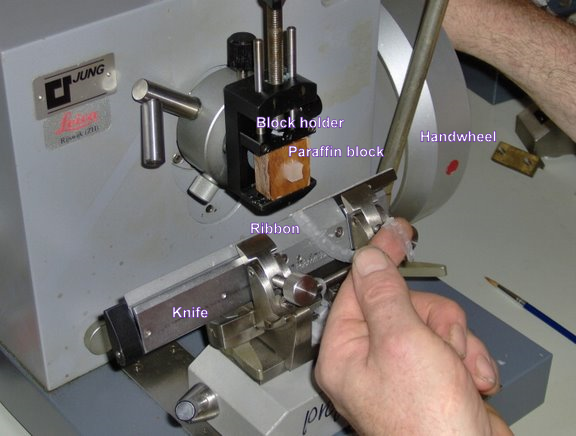 JUNG
Leica
Block holder
Handwheel
Paraffin block
Ribbon
Knife